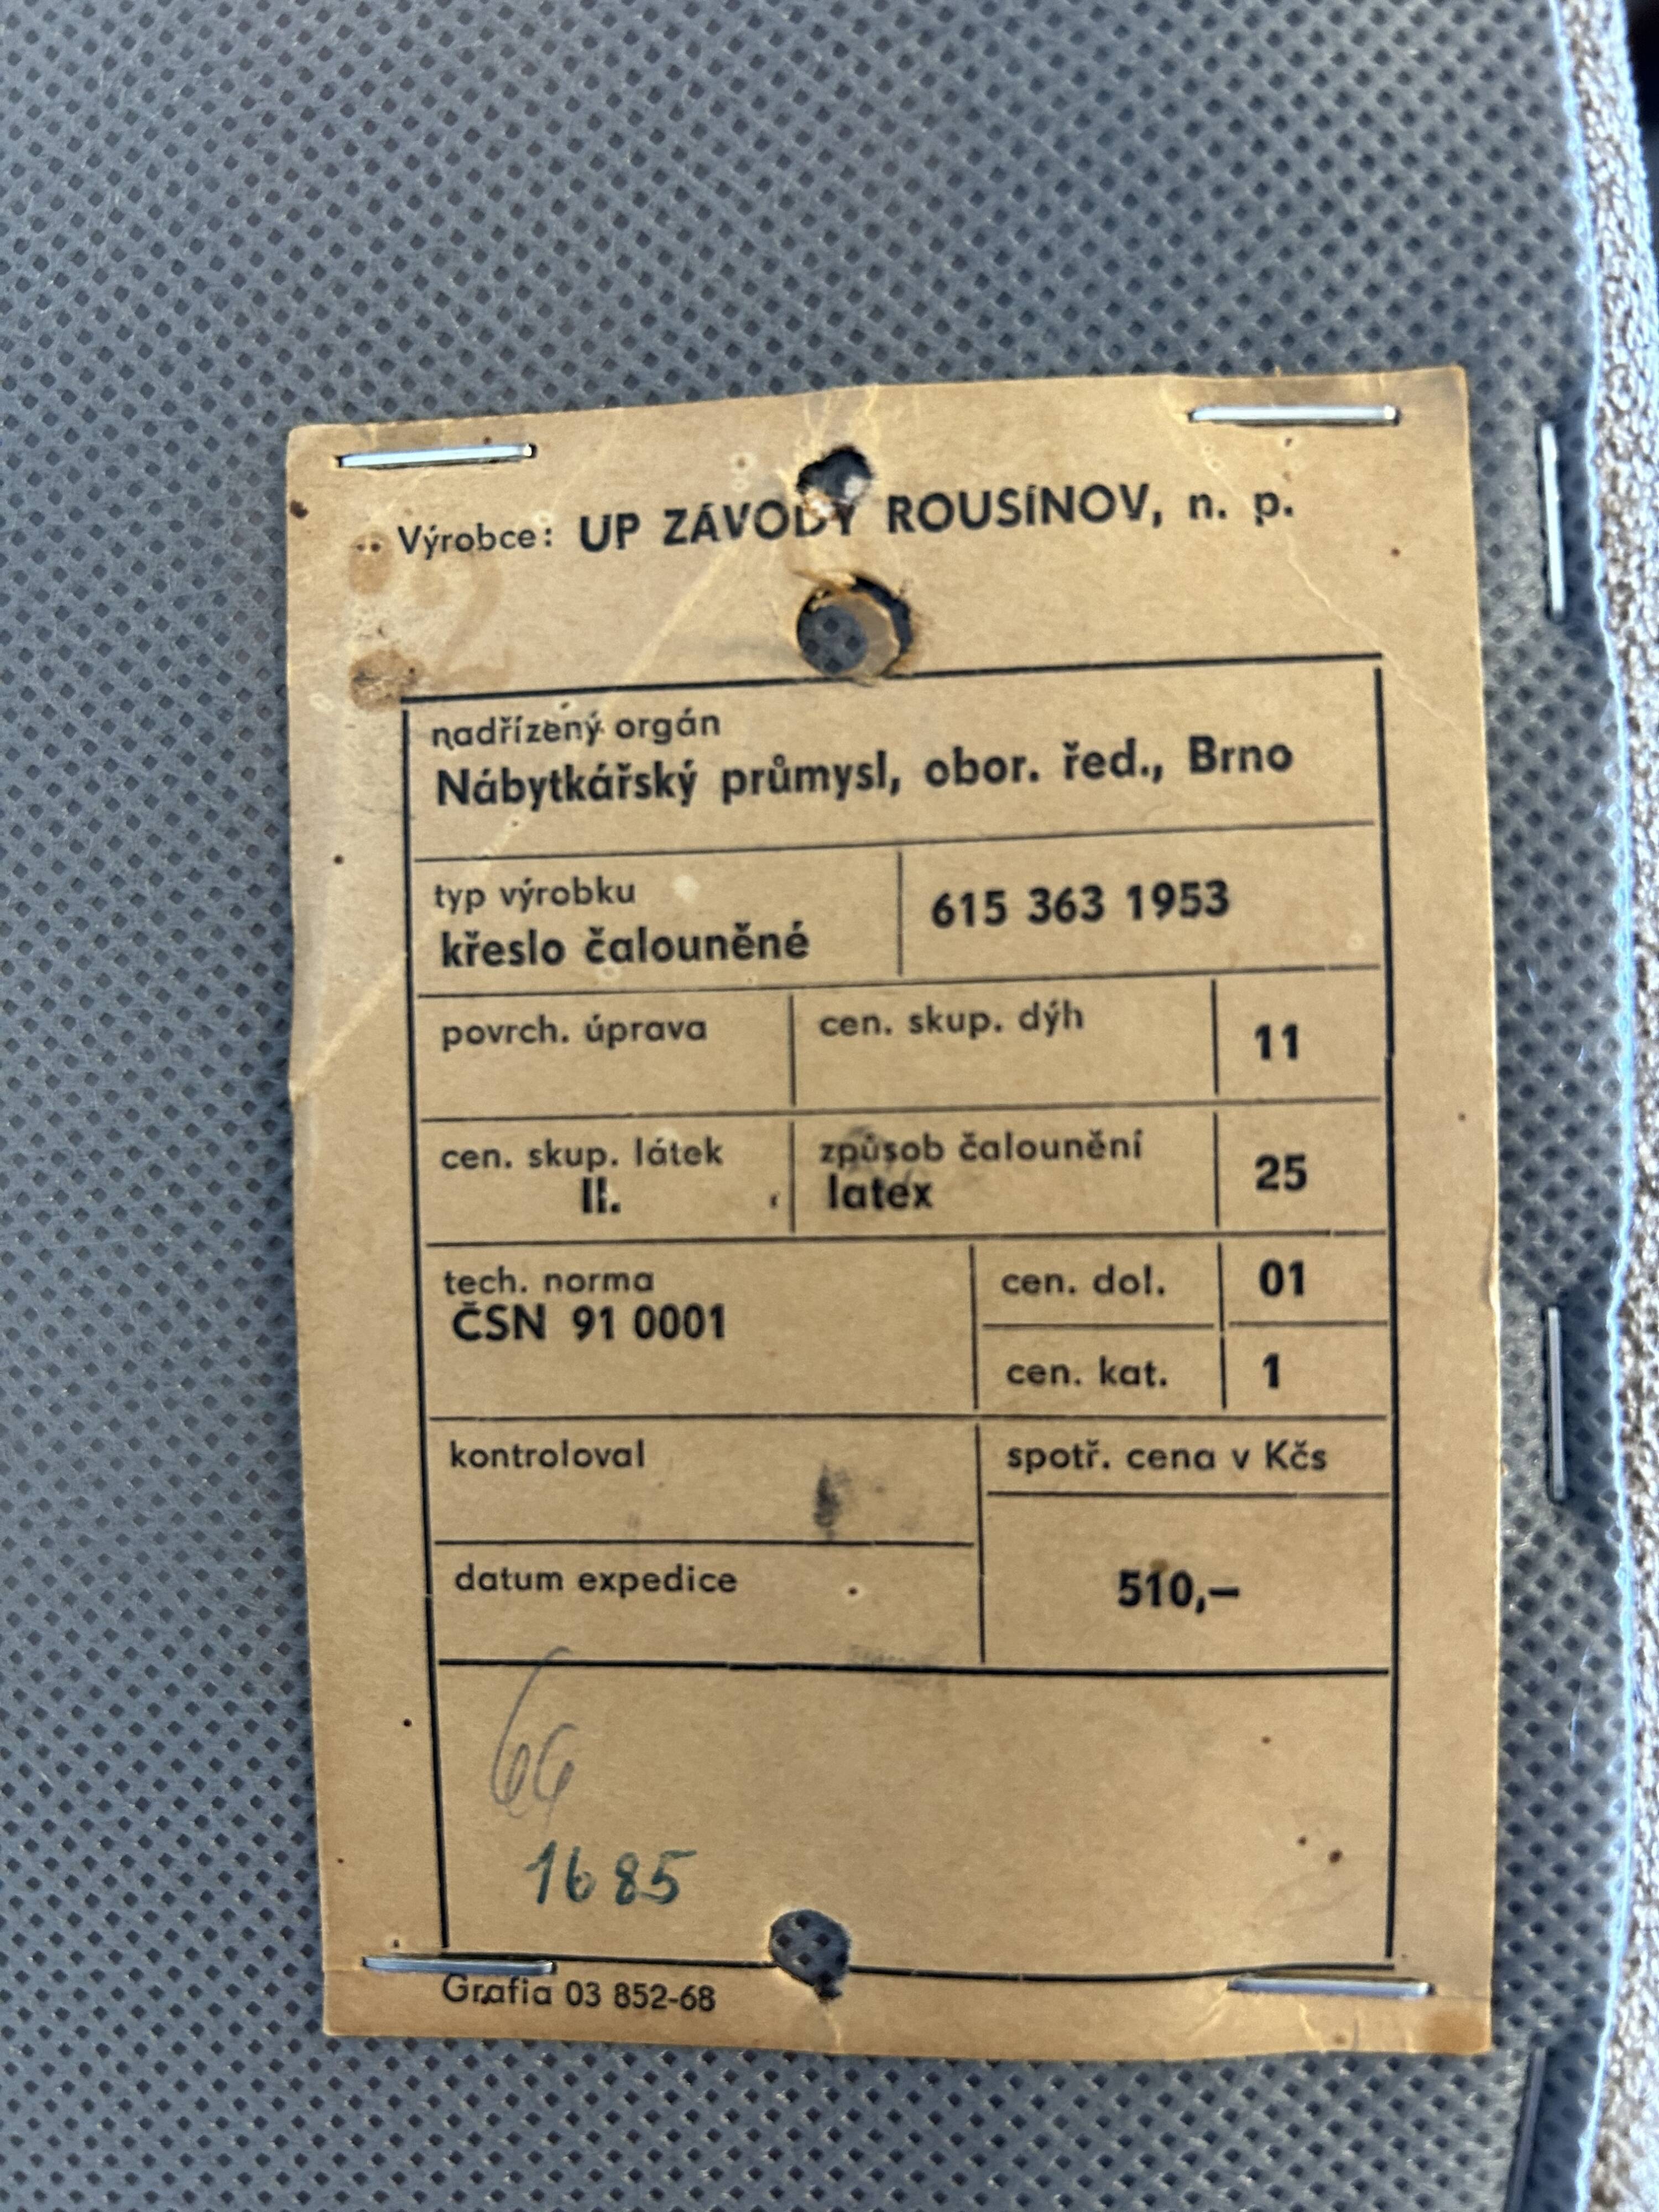 Výrobce: UP ZÁVODY ROUSÍNOV, n. p.
nadřízený orgán
Nábytkářský průmysl, obor. řed., Brno
typ výrobku
křeslo čalouněné
615 363 1953
povrch. úprava
cen. skup. dýh
11
cen. skup. látek
II.
způsob čalounění
latex
25
tech. norma
ČSN 91 0001
cen. dol.
01
cen. kat.
1
kontroloval
spotř. cena v Kčs
datum expedice
510,–
1685
Grafia 03 852-68